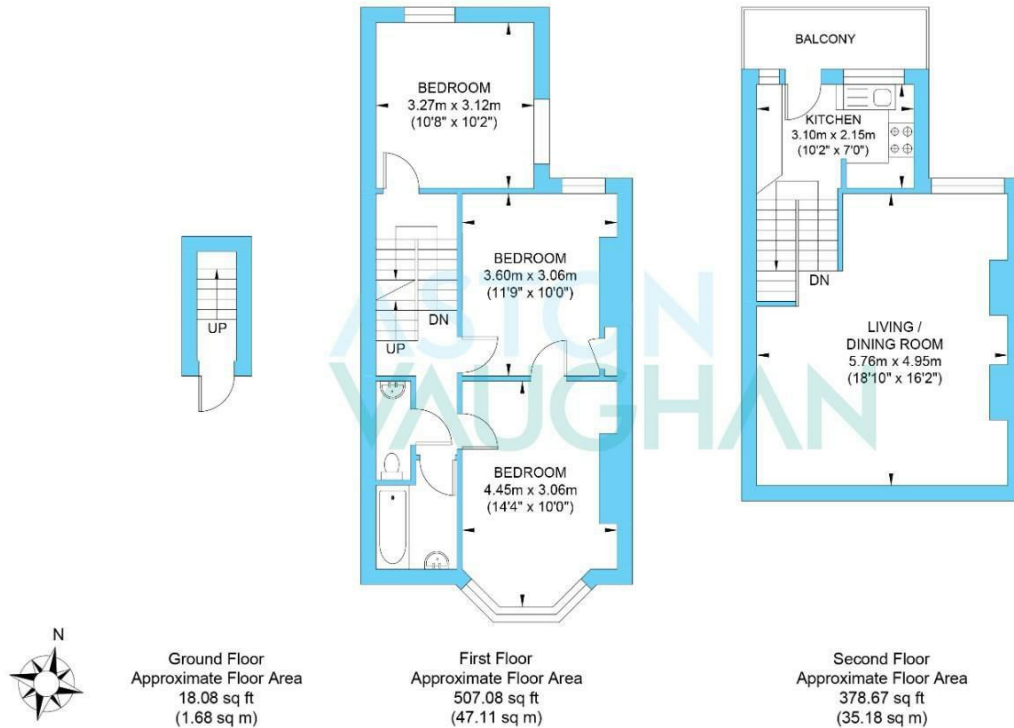 BALCONY
BEDROOM
3.27m x 3.12m
(10'8" x 10'2")
KITCHEN
3.10m x 2.15m
(10'2" x 7'0")
UP
BEDROOM
3.60m x 3.06m
(11'9" x 10'0")
DN
UP
DN
LIVING /
DINING ROOM
5.76m x 4.95m
(18'10" x 16'2")
ASTON
VAUGHAN
BEDROOM
4.45m x 3.06m
(14'4" x 10'0")
N
Ground Floor
Approximate Floor Area
18.08 sq ft
(1.68 sq m)
First Floor
Approximate Floor Area
507.08 sq ft
(47.11 sq m)
Second Floor
Approximate Floor Area
378.67 sq ft
(35.18 sq m)